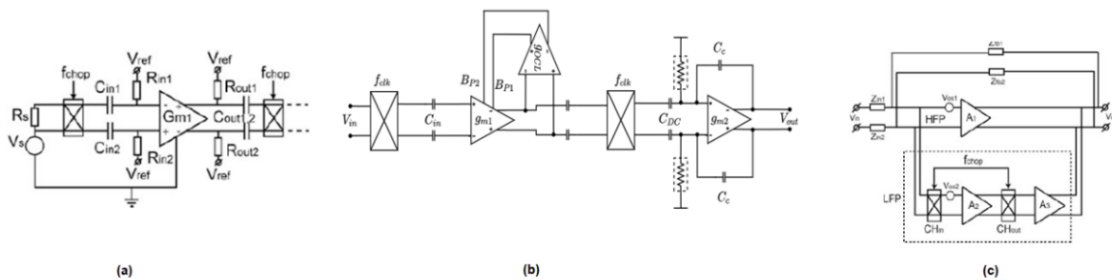 Vref
Vref
fchop
Cin1
Rin1
Rout1
fchop
Rs
Gm1
Cout1,2
Vs
Cin2
Rin2
Rout2
Vref
Vref
(a)
gOCL
BP2
BP1
fclk
fclk
Cc
Vin
Cin
gm1
CDC
gm2
Vout
Cc
(b)
Zin1
Vos1
Vin
HFP
A1
Zin2
fchop
LFP
Vos2
A2
A3
CHin
CHout
(c)